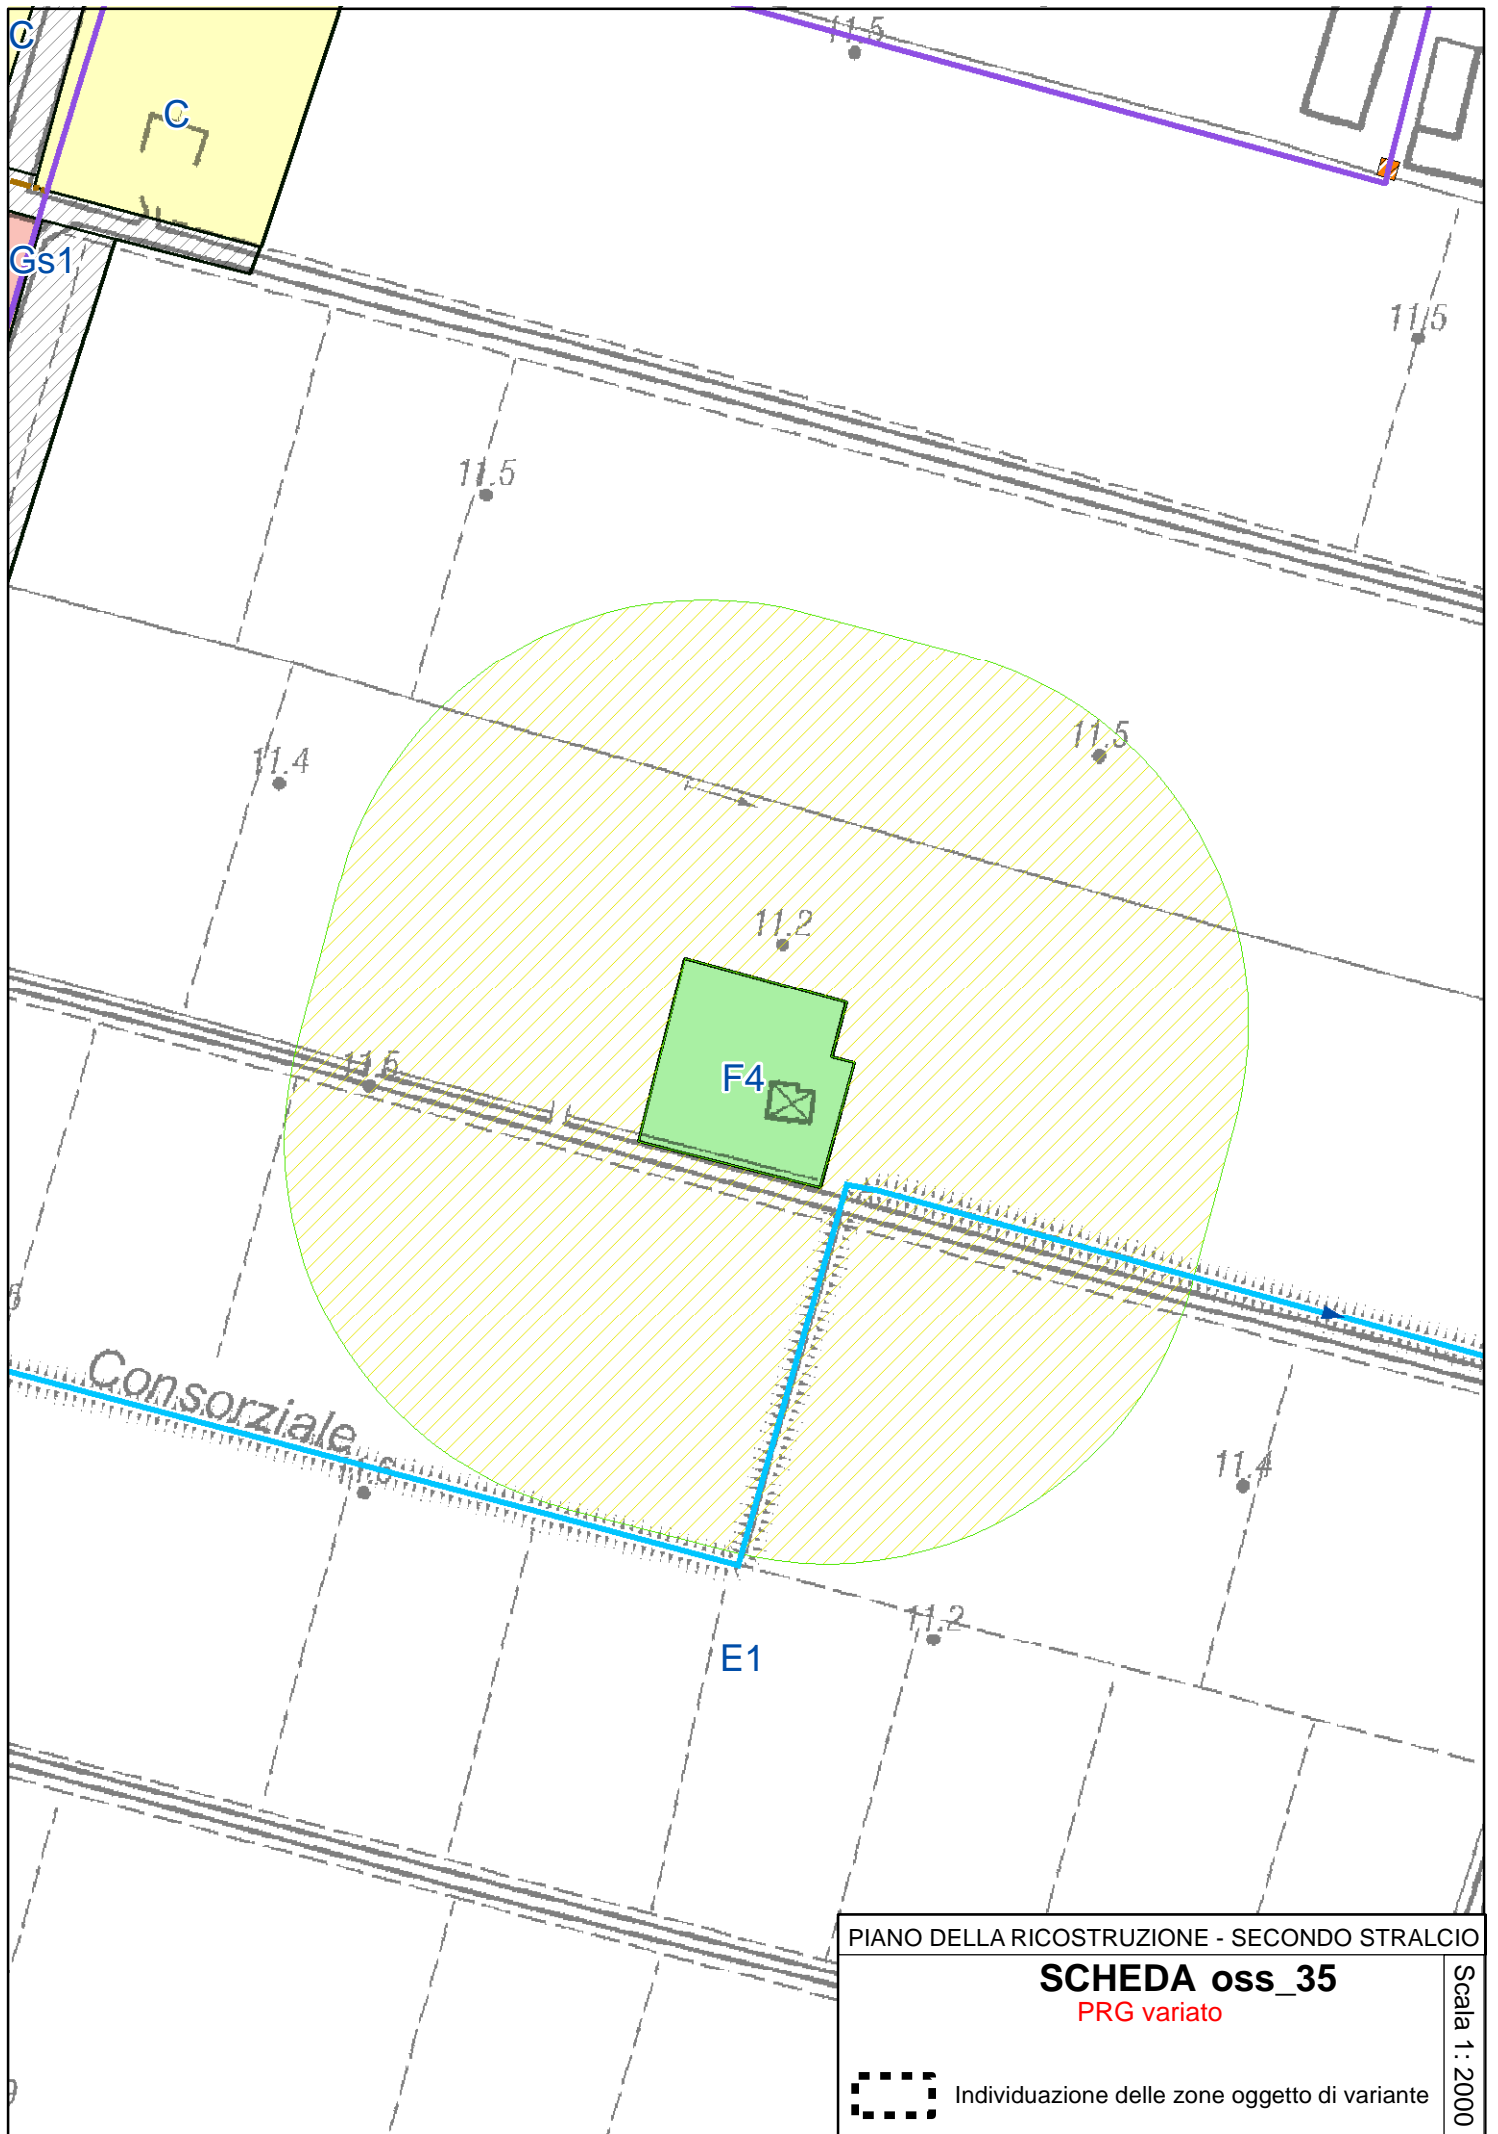 C
11.5
C
Gs1
11.5
11.5
11.5
11.4
11.2
F4
11.5
Consorziale
11.6
11.4
11.2
E1
PIANO DELLA RICOSTRUZIONE - SECONDO STRALCIO
SCHEDA oss_35
PRG variato
Scala 1: 2000
Individuazione delle zone oggetto di variante